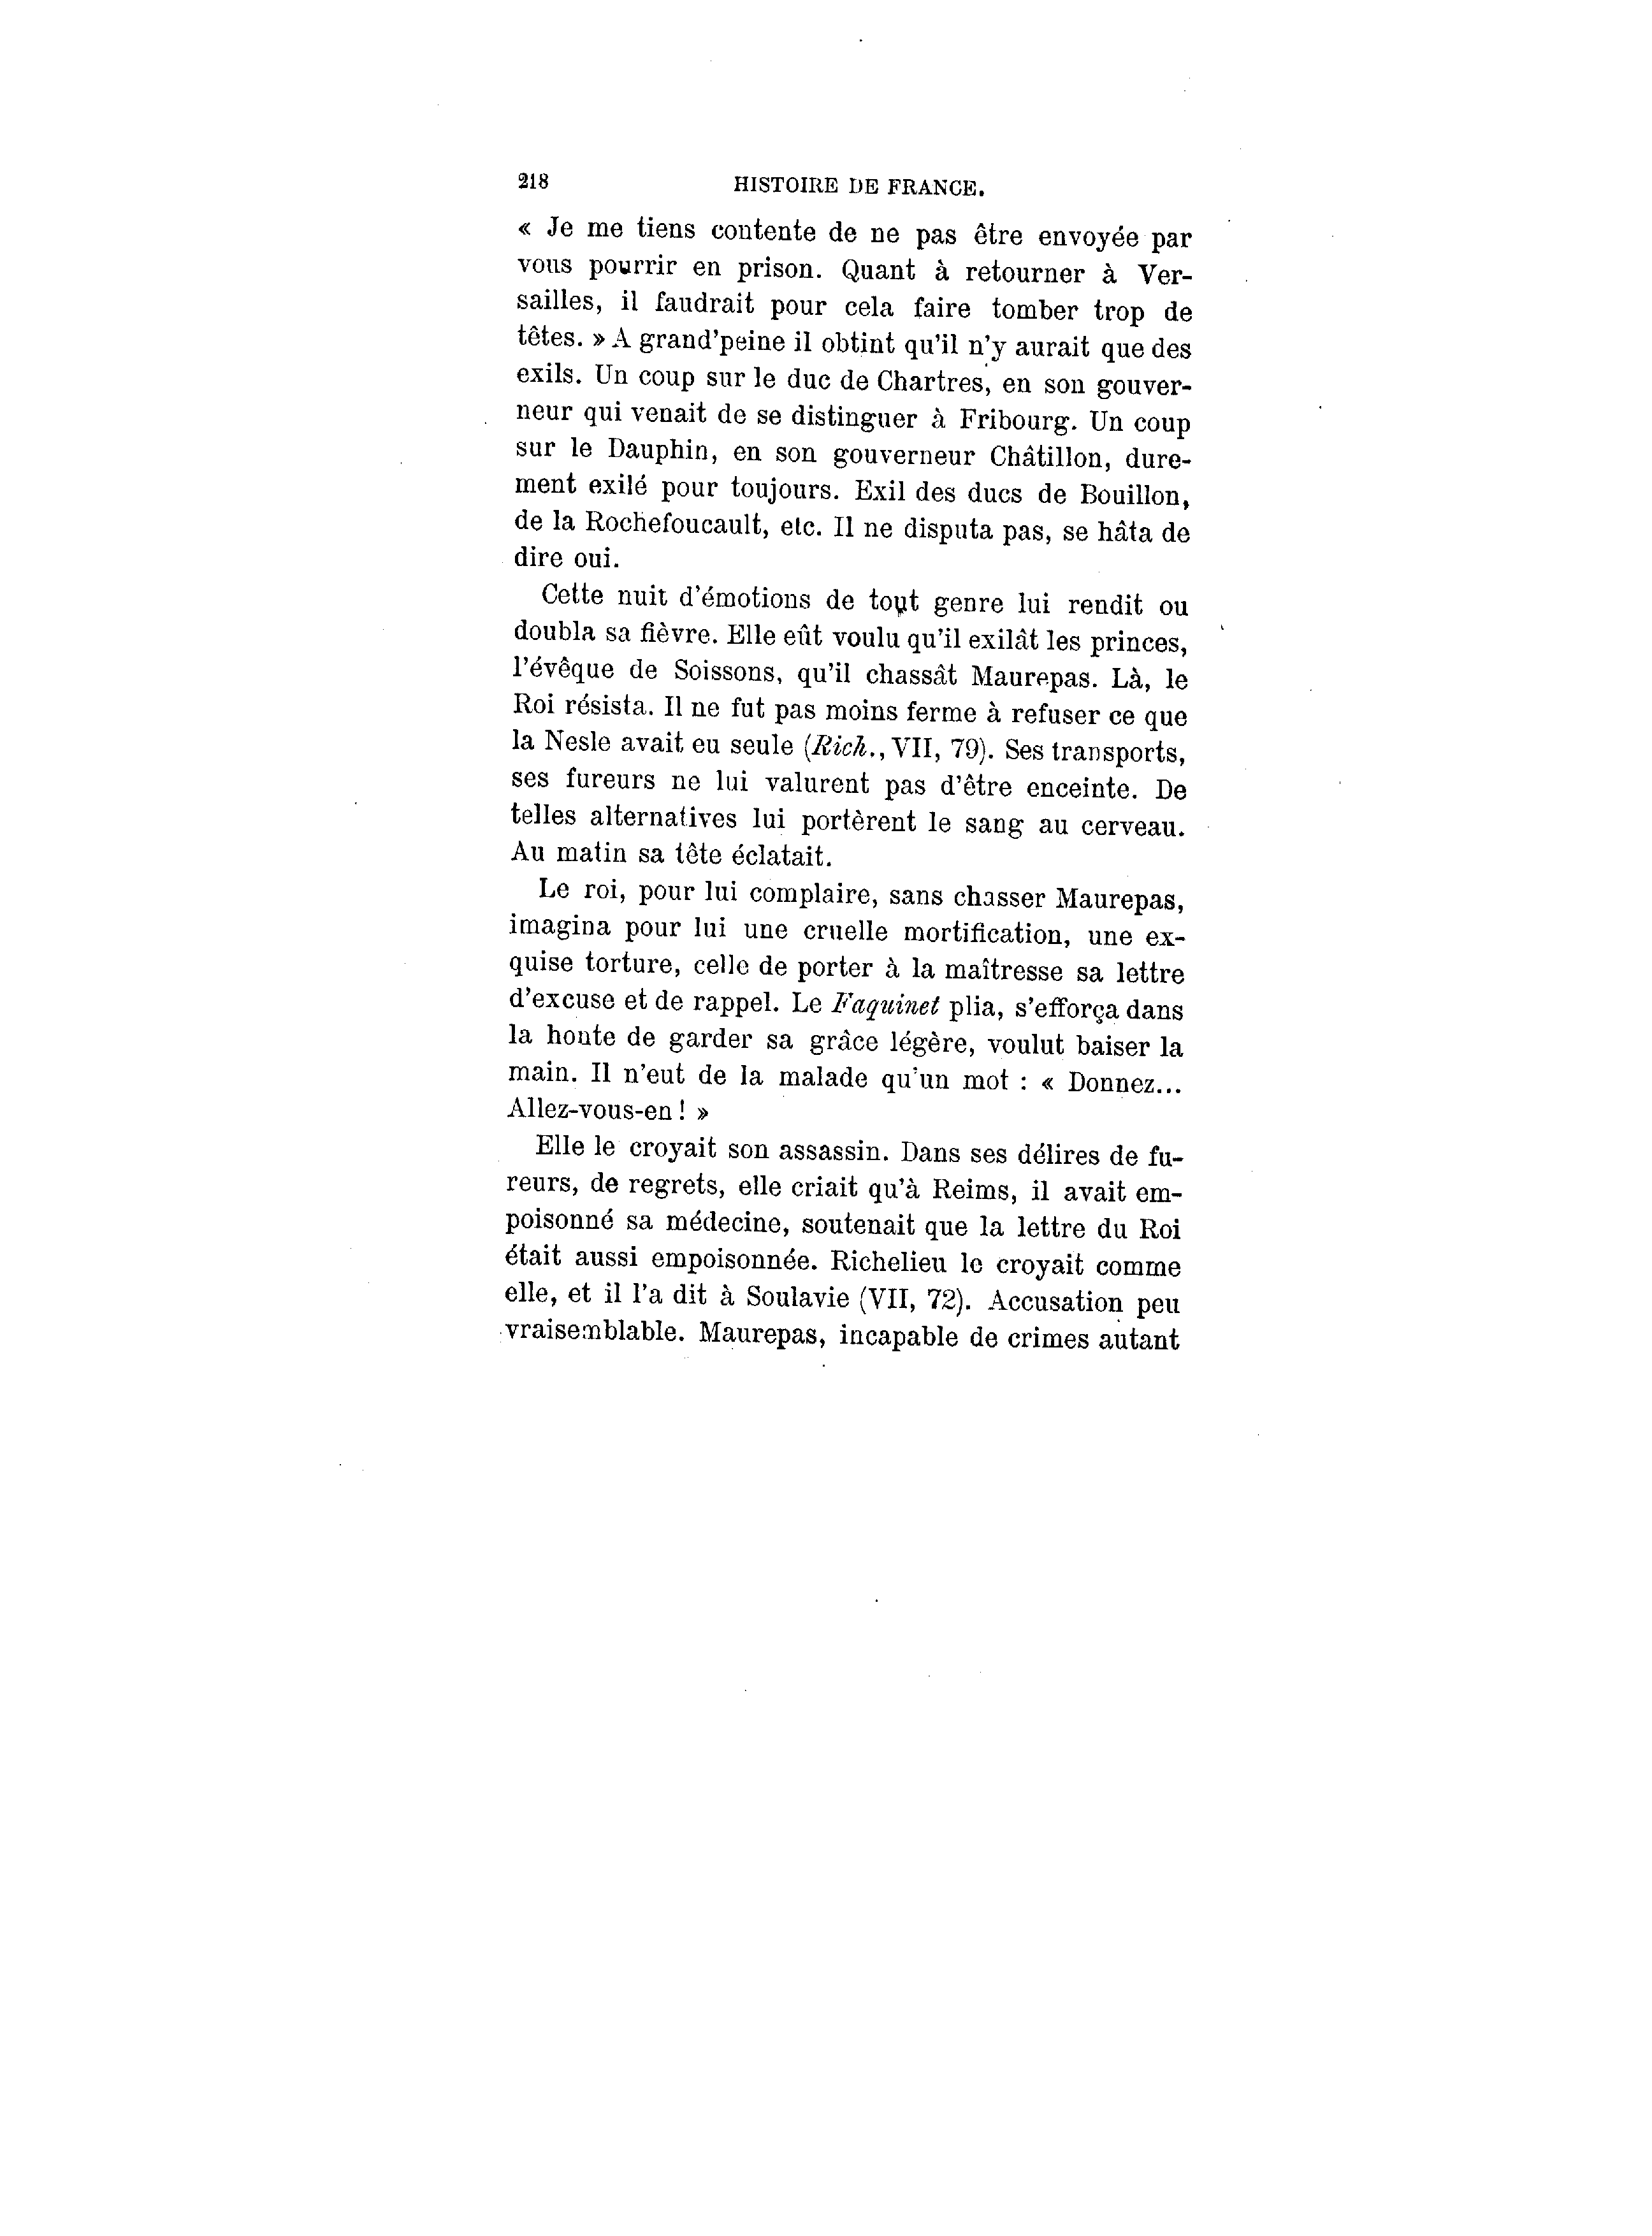 218
HISTOIRE DE FRANCE.
« Je me tiens contente de ne pas être envoyée par
vous pourrir en prison. Quant à retourner à Ver-
sailles, il faudrait pour cela faire tomber trop de
têtes. » A grand'peine il obtint qu'il n'y aurait que des
exils. Un coup sur le duc de Chartres, en son gouver-
neur qui venait de se distinguer à Fribourg. Un coup
sur le Dauphin, en son gouverneur Châtillon, dure-
ment exilé pour toujours. Exil des ducs de Bouillon,
de la Rochefoucault, etc. Il ne disputa pas, se hâta de
dire oui.
Cette nuit d'émotions de tout genre lui rendit ou
doubla sa fièvre. Elle eût voulu qu'il exilât les princes,
l'évêque de Soissons, qu'il chassât Maurepas. Là, le
Roi résista. Il ne fut pas moins ferme à refuser ce que
la Nesle avait eu seule (Rich., VII, 79). Ses transports,
ses fureurs ne lui valurent pas d'être enceinte. De
telles alternatives lui portèrent le sang au cerveau.
Au matin sa tête éclatait.
Le roi, pour lui complaire, sans chasser Maurepas,
imagina pour lui une cruelle mortification, une ex-
quise torture, celle de porter à la maîtresse sa lettre
d'excuse et de rappel. Le Faquinet plia, s'efforça dans
la honte de garder sa grâce légère, voulut baiser la
main. Il n'eut de la malade qu'un mot : « Donnez...
Allez-vous-en ! »
Elle le croyait son assassin. Dans ses délires de fu-
reurs, de regrets, elle criait qu'à Reims, il avait em-
poisonné sa médecine, soutenait que la lettre du Roi
était aussi empoisonnée. Richelieu le croyait comme
elle, et il l'a dit à Soulavie (VII, 72). Accusation peu
vraisemblable. Maurepas, incapable de crimes autant